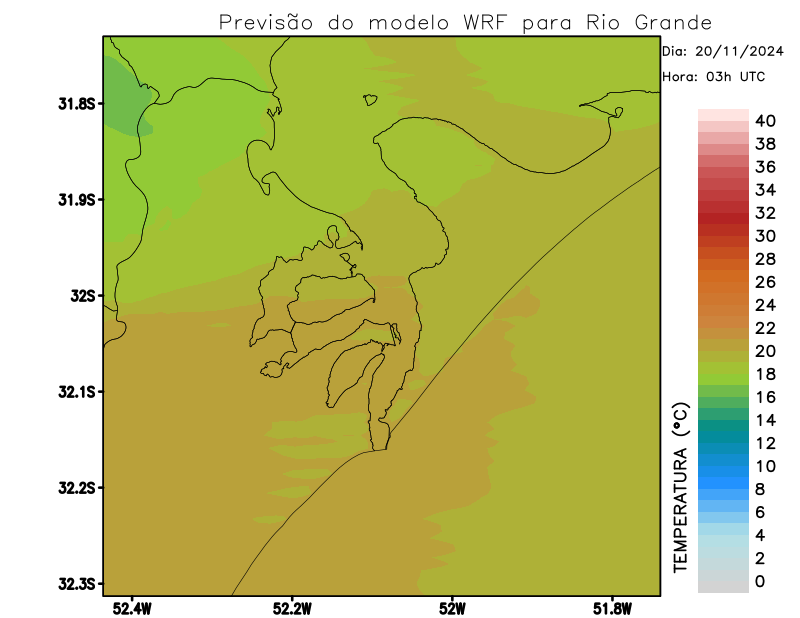 Previsão do modelo WRF para Rio Grande
Dia: 20/11/2024
Hora: 03h UTC
31.8S
31.9S
32S
32.1S
32.2S
32.3S
52.4W
52.2W
52W
51.8W
TEMPERATURA (°C)
40
38
36
34
32
30
28
26
24
22
20
18
16
14
12
10
8
6
4
2
0